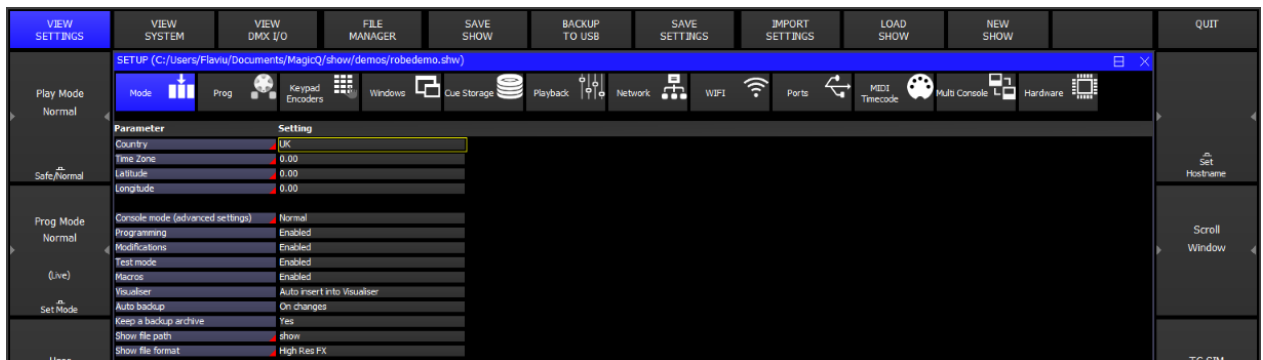 VIEW
SETTINGS
VIEW
SYSTEM
VIEW
DMX I/O
FILE
MANAGER
SAVE
SHOW
BACKUP
TO USB
SAVE
SETTINGS
IMPORT
SETTINGS
LOAD
SHOW
NEW
SHOW
QUIT
SETUP (C:/Users/Flaviu/Documents/MagicQ/show/demos/robedemo.shw)
Mode
Prog
Keypad
Encoders
Windows
Cue Storage
Playback
Network
WIFI
Ports
MIDI
Timecode
Multi Console
Hardware
Play Mode
Normal
Safe/Normal
Prog Mode
Normal
(Live)
Set Mode
Parameter Setting
Country UK
Time Zone 0.00
Latitude 0.00
Longitude 0.00
Console mode (advanced settings) Normal
Programming Enabled
Modifications Enabled
Test mode Enabled
Macros Enabled
Visualiser Auto insert into Visualiser
Auto backup On changes
Keep a backup archive Yes
Show file path show
Show file format High Res FX
Set
Hostname
Scroll
Window